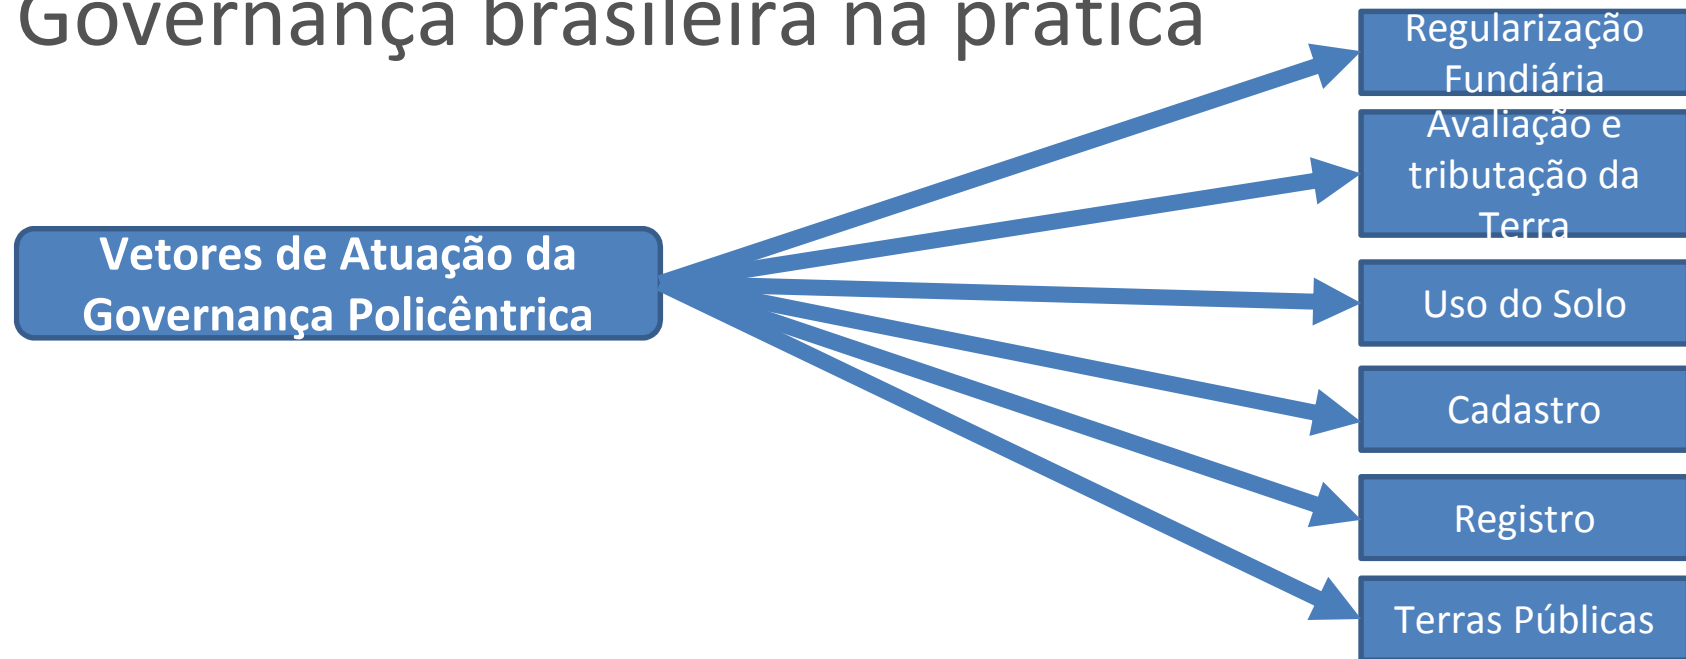 Governança brasileira na prática
Regularização
Fundiária
Avaliação e
tributação da
Terra
Vetores de Atuação da
Governança Policêntrica
Uso do Solo
Cadastro
Registro
Terras Públicas